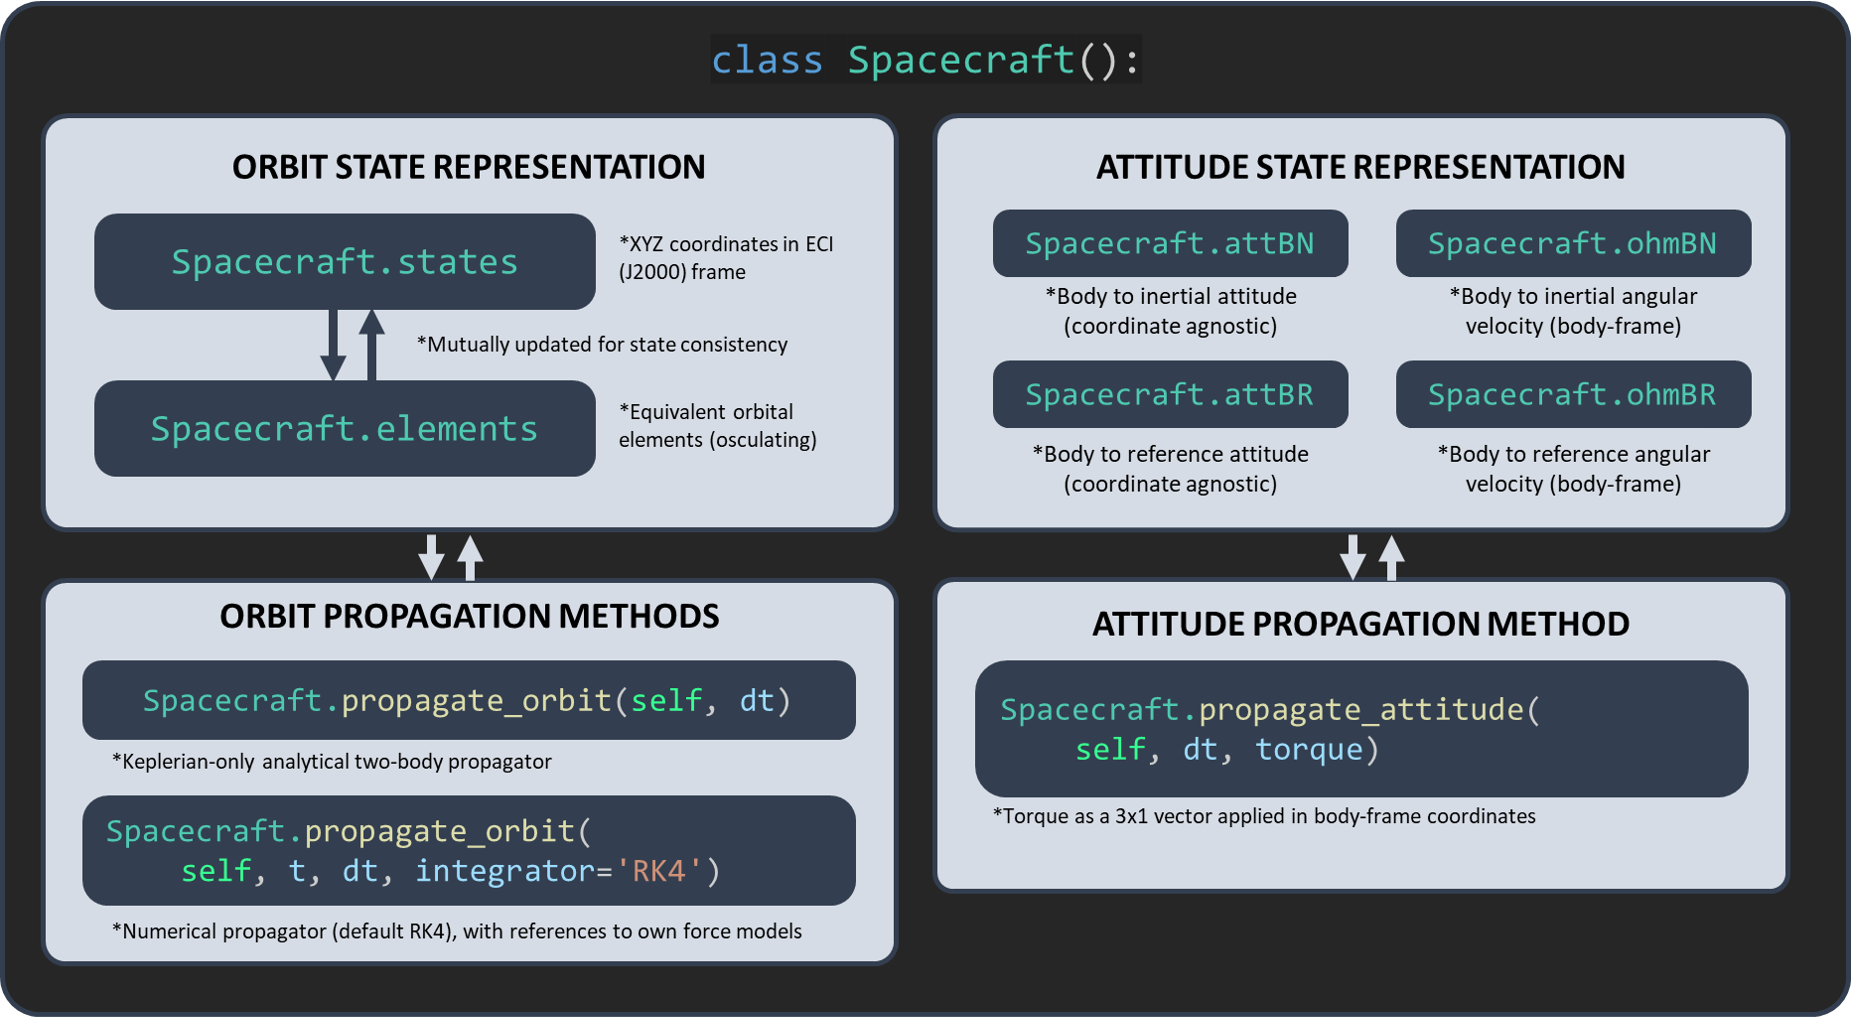 class Spacecraft():
ORBIT STATE REPRESENTATION
Spacecraft.states
*XYZ coordinates in ECI
(J2000) frame
*Mutually updated for state consistency
Spacecraft.elements
*Equivalent orbital
elements (osculating)
ATTITUDE STATE REPRESENTATION
Spacecraft.attBN
*Body to inertial attitude
(coordinate agnostic)
Spacecraft.ohmBN
*Body to inertial angular
velocity (body-frame)
Spacecraft.attBR
*Body to reference attitude
(coordinate agnostic)
Spacecraft.ohmBR
*Body to reference angular
velocity (body-frame)
ORBIT PROPAGATION METHODS
Spacecraft.propagate_orbit(self, dt)
*Keplerian-only analytical two-body propagator
Spacecraft.propagate_orbit(
self, t, dt, integrator='RK4')
*Numerical propagator (default RK4), with references to own force models
ATTITUDE PROPAGATION METHOD
Spacecraft.propagate_attitude(
self, dt, torque)
*Torque as a 3x1 vector applied in body-frame coordinates